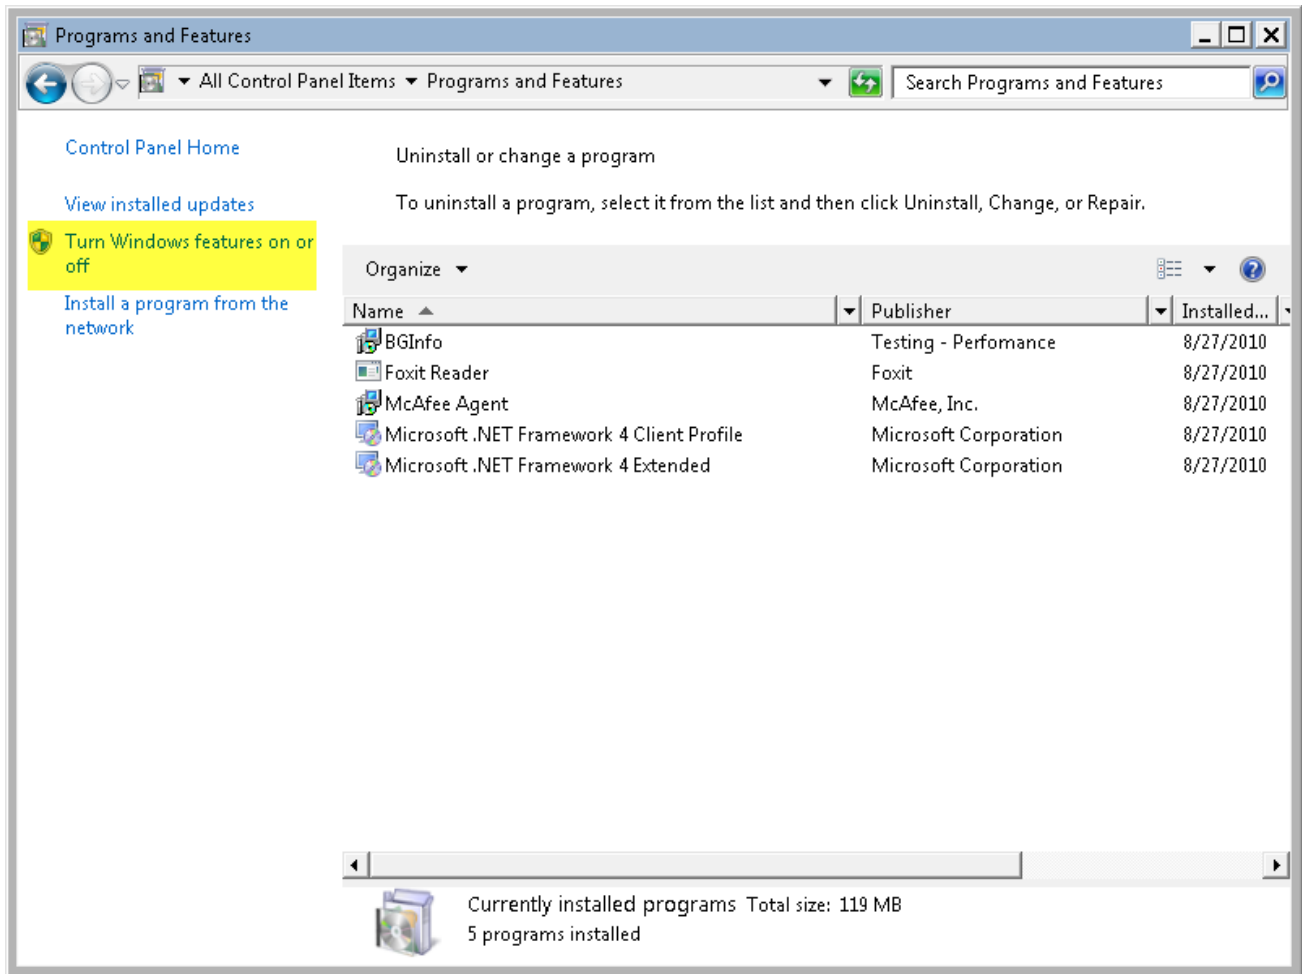 Programs and Features
All Control Panel Items Programs and Features
Search Programs and Features
Control Panel Home
View installed updates
Turn Windows features on or
off
Install a program from the
network
Uninstall or change a program
To uninstall a program, select it from the list and then click Uninstall, Change, or Repair.
Organize
Name Publisher Installed...
BGInfo Testing - Perfomance 8/27/2010
Foxit Reader Foxit 8/27/2010
McAfee Agent McAfee, Inc. 8/27/2010
Microsoft .NET Framework 4 Client Profile Microsoft Corporation 8/27/2010
Microsoft .NET Framework 4 Extended Microsoft Corporation 8/27/2010
Currently installed programs Total size: 119 MB
5 programs installed